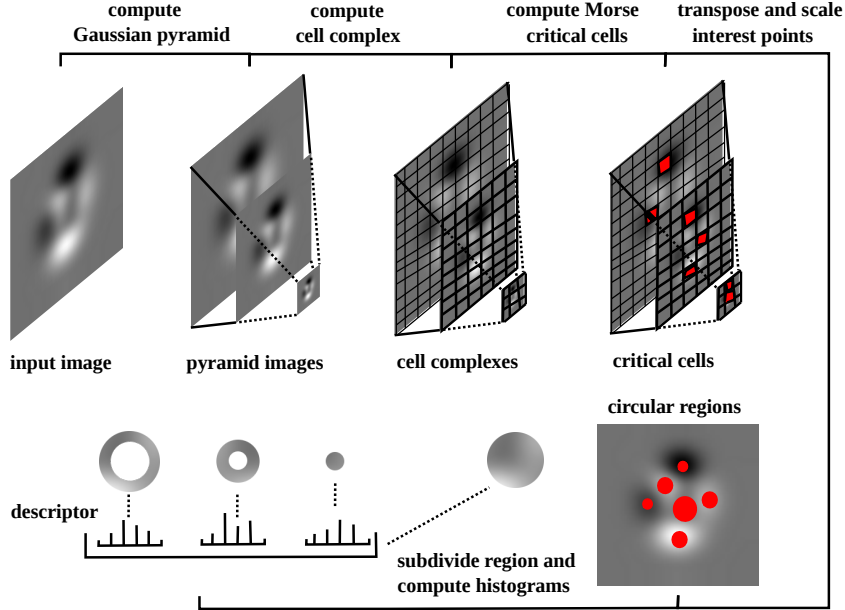 compute
Gaussian pyramid
compute
cell complex
compute Morse
critical cells
transpose and scale
interest points
input image
pyramid images
cell complexes
critical cells
circular regions
descriptor
subdivide region and
compute histograms